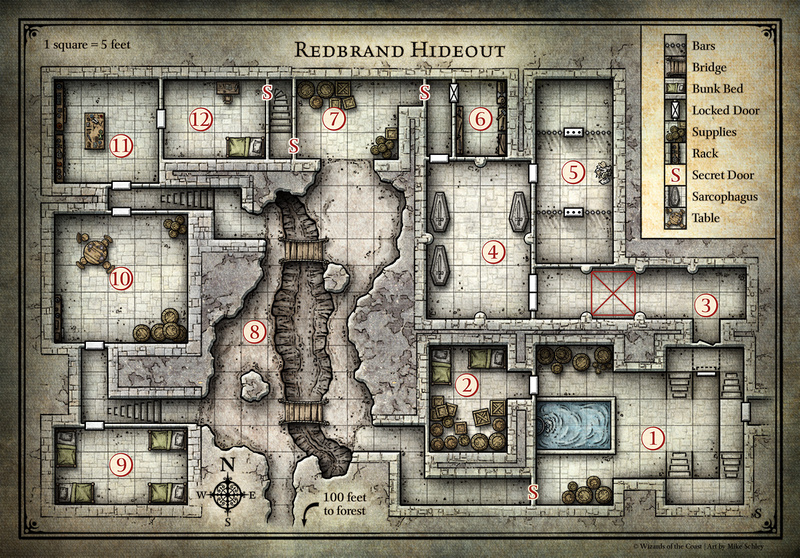 1 square = 5 feet
REDBRAND HIDEOUT
Bars
Bridge
Bunk Bed
Locked Door
Supplies
Rack
S Secret Door
Sarcophagus
Table
S
S
11
12
7
6
S
5
4
10
3
8
2
1
9
N
W E
S
100 feet
to forest
S
© Wizards of the Coast | Art by Mike Schley